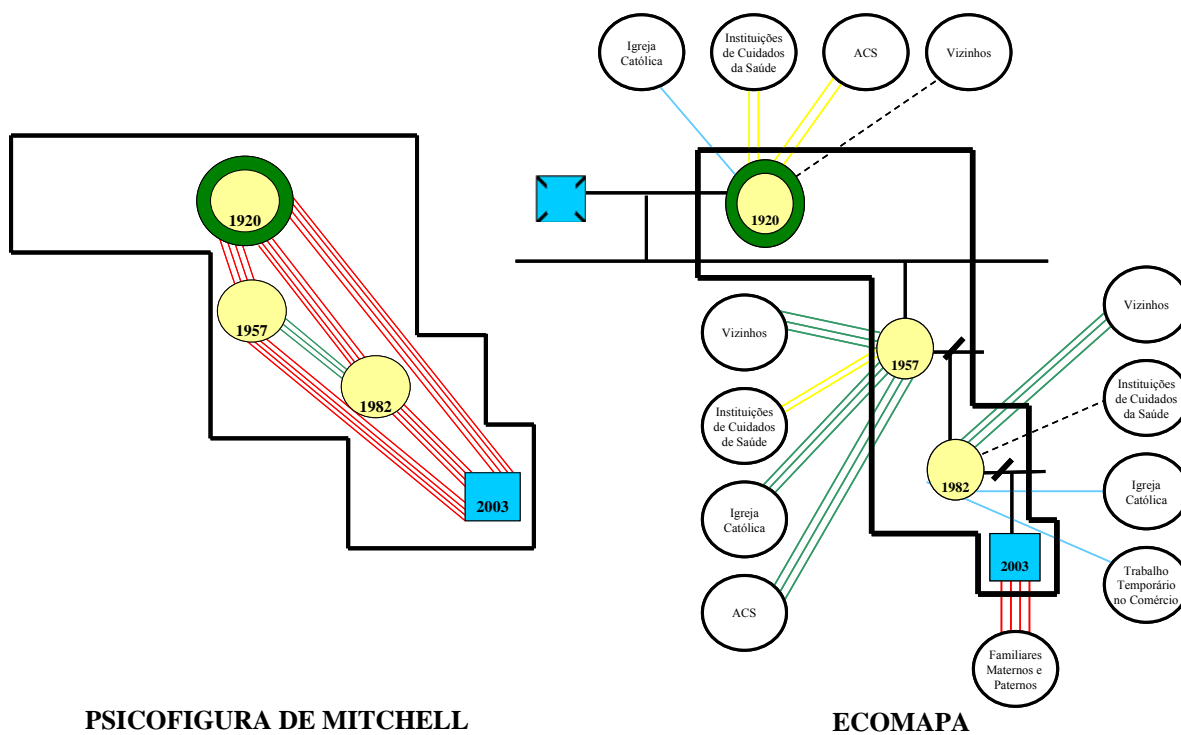 Igreja
Católica
Instituições
de Cuidados
da Saúde
ACS
Vizinhos
1920
1957
1982
2003
1920
Vizinhos
1957
Instituições
de Cuidados
de Saúde
Igreja
Católica
ACS
Vizinhos
Instituições
de Cuidados
da Saúde
1982
Igreja
Católica
Trabalho
Temporário
no Comércio
2003
Familiares
Maternos e
Paternos
PSICOFIGURA DE MITCHELL
ECOMAPA